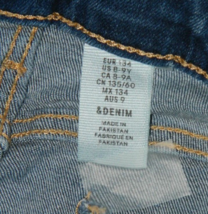 EUR 134
US 8-9Y
CA 8-9A
CN 135/60
MX 134
AUS 9
&DENIM
MADE IN
PAKISTAN
FABRIQUÉ EN
PAKISTAN